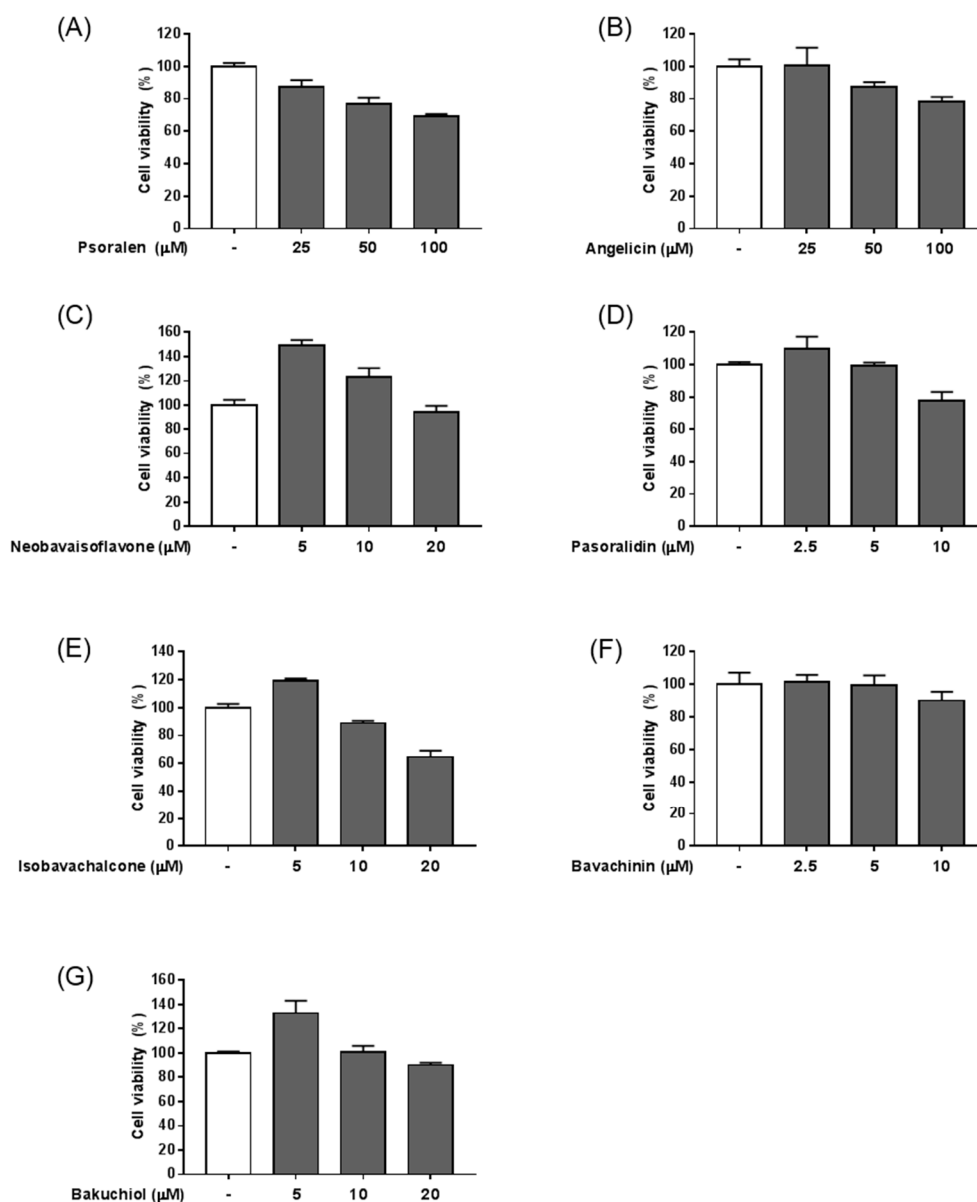 (A)
120
100
80
60
40
20
0
Cell viability (%)
Psoralen (μM) - 25 50 100
(B)
120
100
80
60
40
20
0
Cell viability (%)
Angelicin (μM) - 25 50 100
(C)
160
140
120
100
80
60
40
20
0
Cell viability (%)
Neobavaisoflavone (μM) - 5 10 20
(D)
120
100
80
60
40
20
0
Cell viability (%)
Pasoralidin (μM) - 2.5 5 10
(E)
140
120
100
80
60
40
20
0
Cell viability (%)
Isobavachalcone (μM) - 5 10 20
(F)
120
100
80
60
40
20
0
Cell viability (%)
Bavachinin (μM) - 2.5 5 10
(G)
160
140
120
100
80
60
40
20
0
Cell viability (%)
Bakuchiol (μM) - 5 10 20